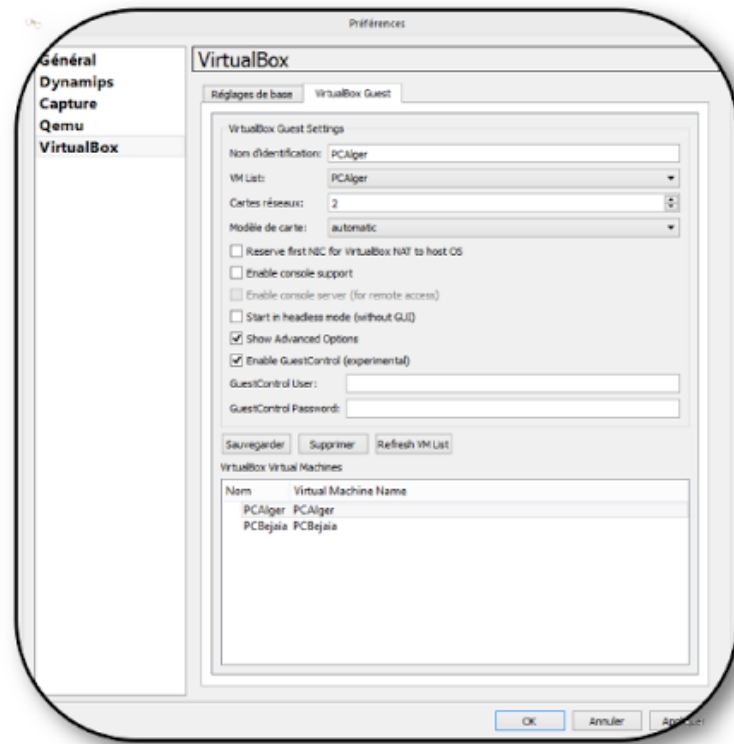 Préférences
Général
Dynamips
Capture
Qemu
VirtualBox
VirtualBox
Réglages de base
VirtualBox Guest
VirtualBox Guest Settings
Nom d'identification: PCAlger
VM List: PCAlger
Cartes réseaux: 2
Modèle de carte: automatic
Reserve first NIC for VirtualBox NAT to host OS
Enable console support
Enable console server (for remote access)
Start in headless mode (without GUI)
Show Advanced Options
Enable GuestControl (experimental)
GuestControl User:
GuestControl Password:
Sauvegarder Supprimer Refresh VM List
VirtualBox Virtual Machines
Nom Virtual Machine Name
PCAlger PCAlger
PCBejaia PCBejaia
OK Annuler Appliquer